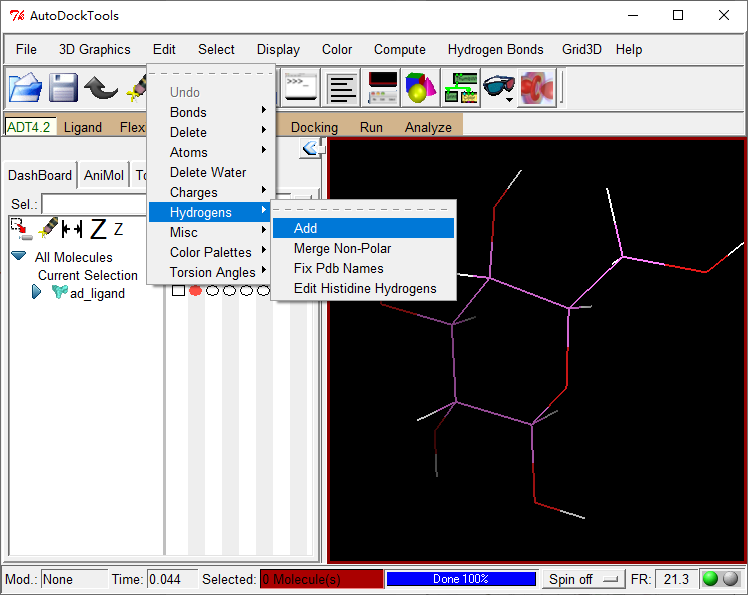 AutoDockTools
File 3D Graphics Edit Select Display Color Compute Hydrogen Bonds Grid3D Help
Undo
Bonds
Delete
Atoms
Delete Water
Charges
Hydrogens
Misc
Color Palettes
Torsion Angles
Add
Merge Non-Polar
Fix Pdb Names
Edit Histidine Hydrogens
ADT4.2 Ligand Flex Docking Run Analyze
DashBoard AniMol To
Sel.:
Z Z
All Molecules
Current Selection
ad_ligand
Mod.: None Time: 0.044 Selected: 0 Molecule(s) Done 100% Spin off FR: 21.3